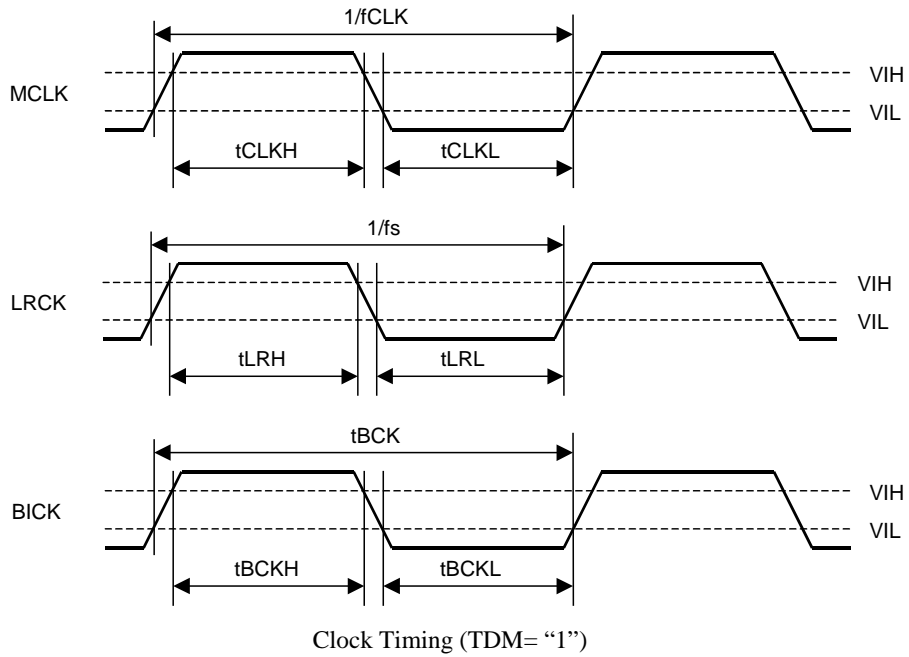 1/fCLK
MCLK
VIH
VIL
tCLKH
tCLKL
1/fs
LRCK
VIH
VIL
tLRH
tLRL
tBCK
BICK
VIH
VIL
tBCKH
tBCKL
Clock Timing (TDM= “1”)